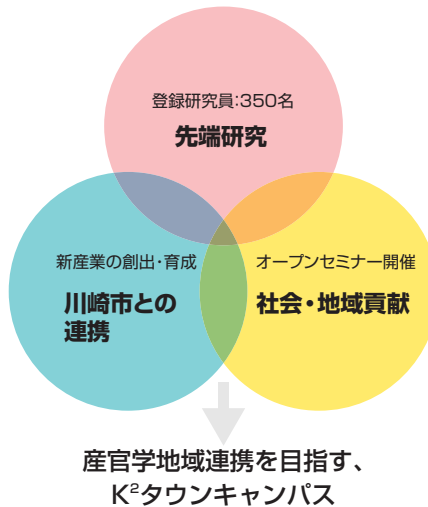 登録研究員:350名
先端研究
新産業の創出・育成
川崎市との
連携
オープンセミナー開催
社会・地域貢献
産官学地域連携を目指す、
K²タウンキャンパス